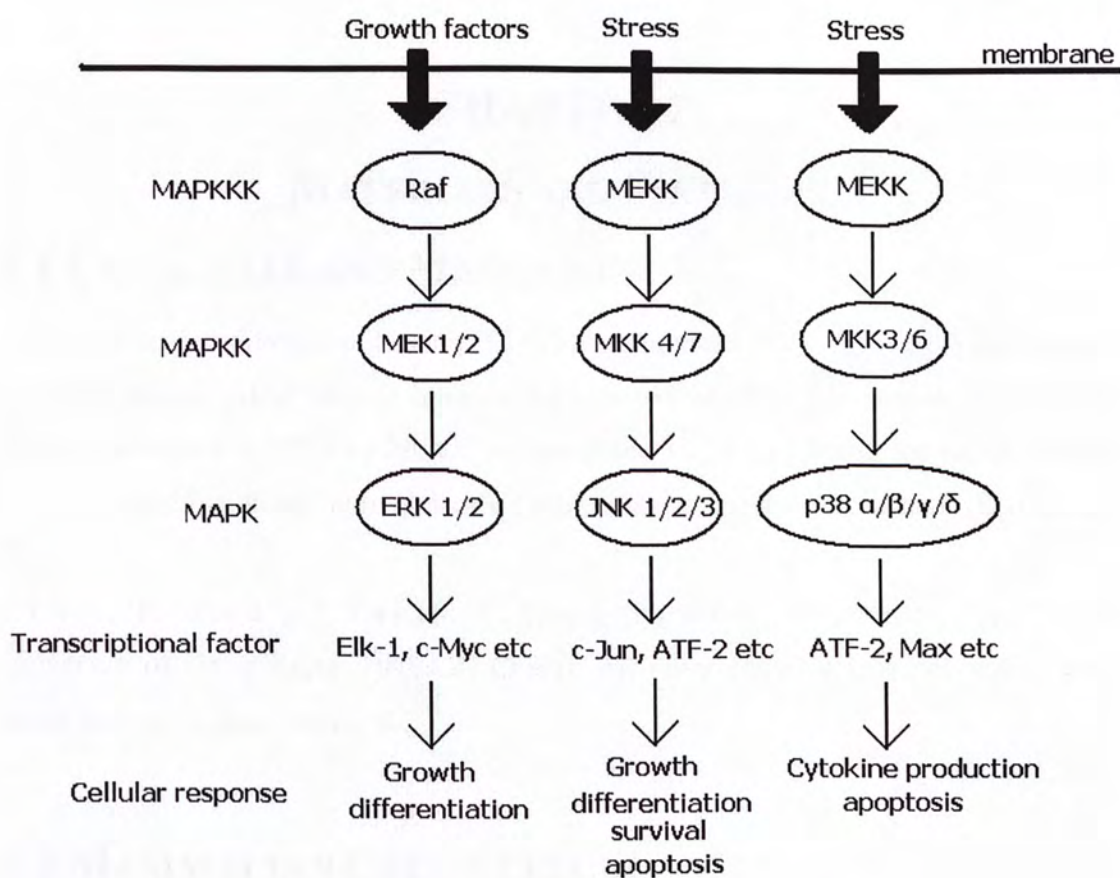 Growth factors
Stress
Stress
membrane
MAPKKK
Raf
MEKK
MEKK
MAPKK
MEK1/2
MKK 4/7
MKK3/6
MAPK
ERK 1/2
JNK 1/2/3
p38 α/β/γ/δ
Transcriptional factor
Elk-1, c-Myc etc
c-Jun, ATF-2 etc
ATF-2, Max etc
Cellular response
Growth
differentiation
Growth
differentiation
survival
apoptosis
Cytokine production
apoptosis